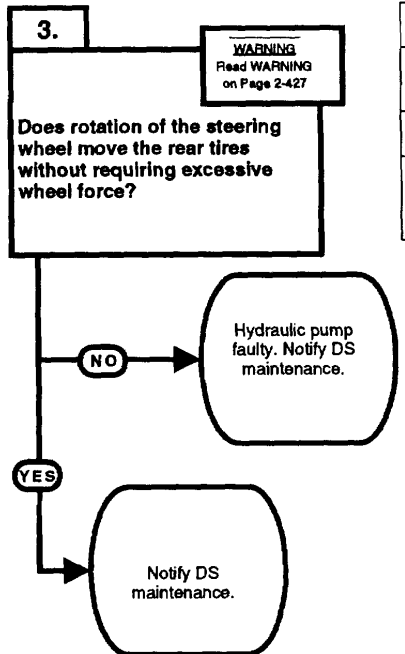 3.
WARNING
Read WARNING
on Page 2-427
Does rotation of the steering
wheel move the rear tires
without requiring excessive
wheel force?
NO
Hydraulic pump
faulty. Notify DS
maintenance.
YES
Notify DS
maintenance.